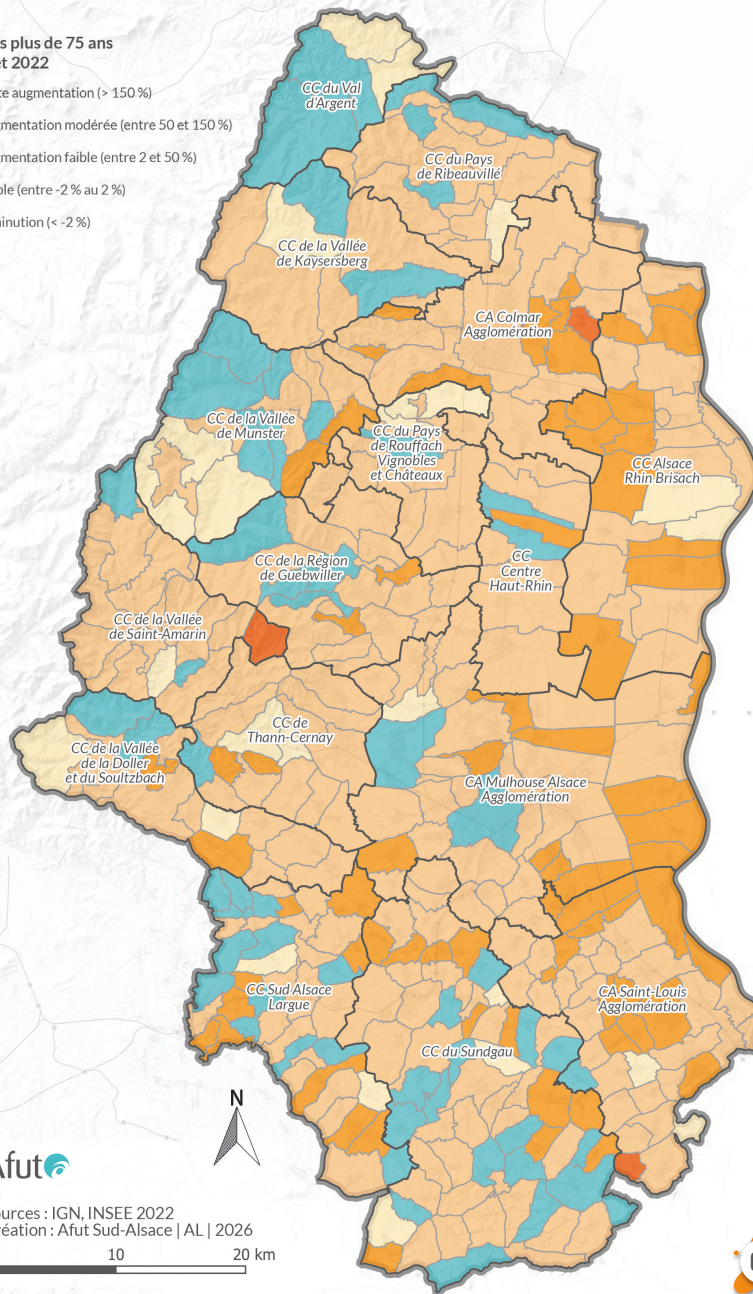 s plus de 75 ans
et 2022
te augmentation (> 150 %)
gmentation modérée (entre 50 et 150 %)
gmentation faible (entre 2 et 50 %)
ble (entre -2 % au 2 %)
inution (< -2 %)
CC du Val
d'Argent
CC du Pays
de Ribeauvillé
CC de la Vallée
de Kaysersberg
CA Colmar
Agglomération
CC de la Vallée
de Munster
CC du Pays
de Rouffach
Vignobles
et Châteaux
CC Alsace
Rhin Brisach
CC de la Région
de Guebwiller
CC
Centre
Haut-Rhin
CC de la Vallée
de Saint-Amarin
CC de
Thann-Cernay
CC de la Vallée
de la Doller
et du Soultzbach
CA Mulhouse Alsace
Agglomération
CC Sud Alsace
Largue
CA Saint-Louis
Agglomération
CC du Sundgau
N
Afut
ources : IGN, INSEE 2022
réation : Afut Sud-Alsace | AL | 2026
10
20 km